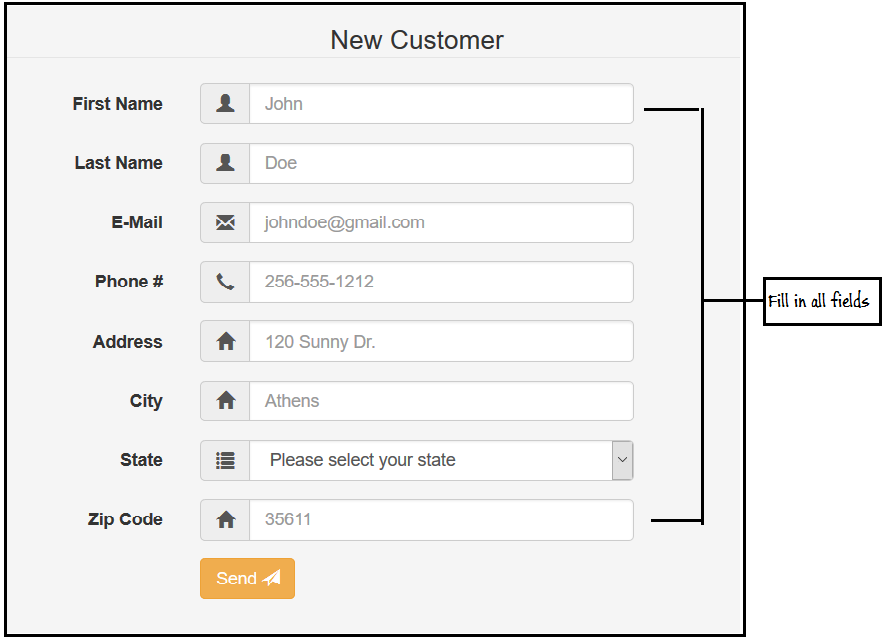 New Customer
First Name John
Last Name Doe
E-Mail johndoe@gmail.com
Phone # 256-555-1212
Address 120 Sunny Dr.
City Athens
State Please select your state
Zip Code 35611
Send
Fill in all fields